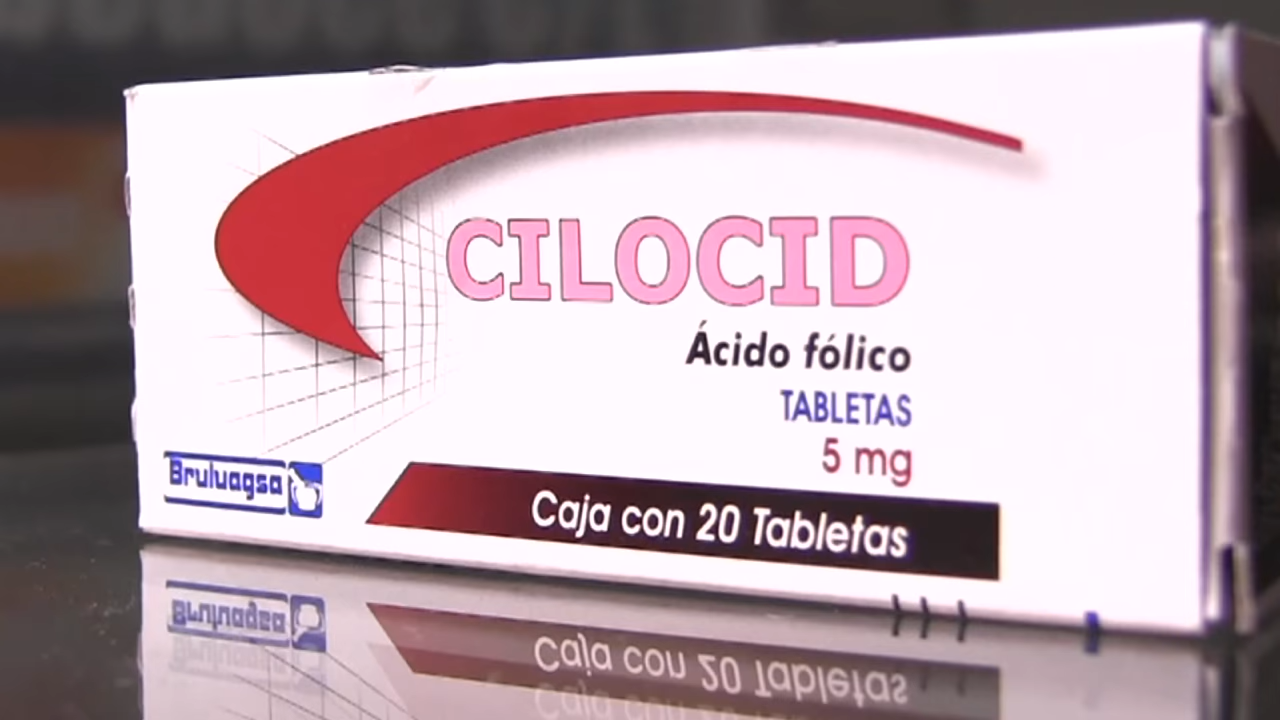 CILOCID
Ácido fólico
TABLETAS
5 mg
Bruluagsa
Caja con 20 Tabletas